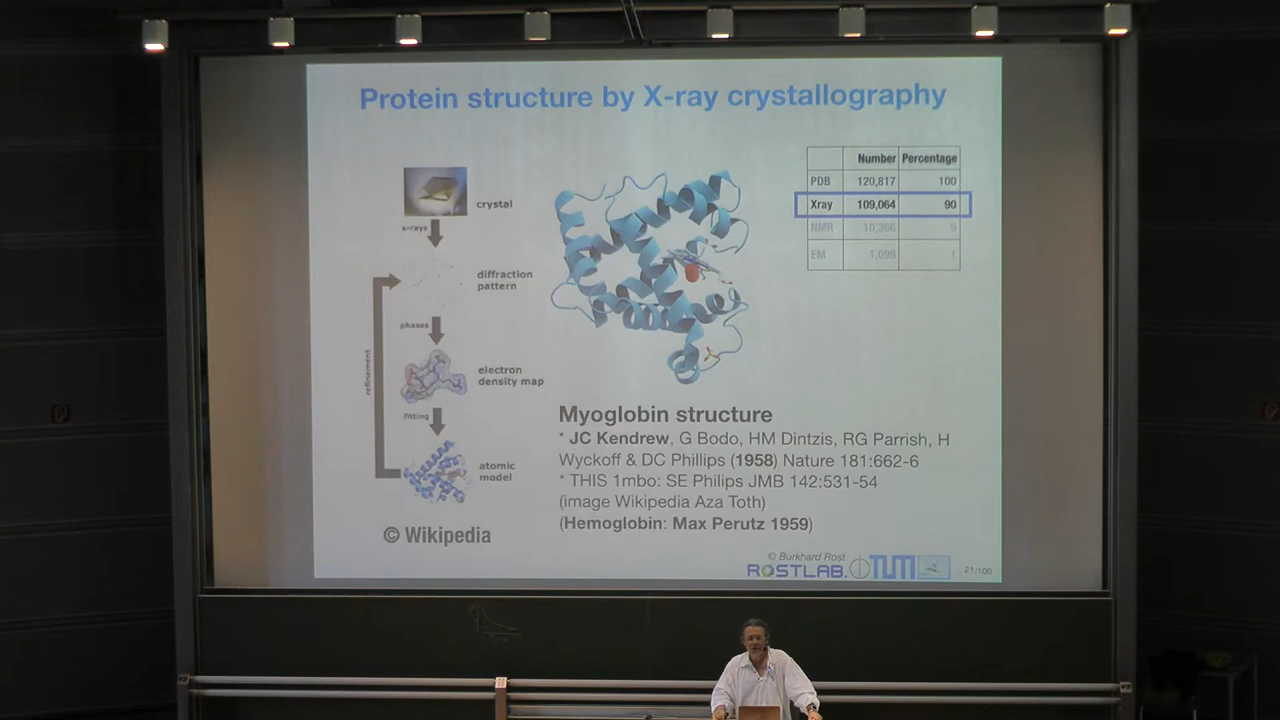 Protein structure by X-ray crystallography
crystal
x-rays
diffraction
pattern
phases
electron
density map
refinement
fitting
atomic
model
© Wikipedia
Number Percentage
PDB 120,817 100
Xray 109,064 90
NMR 10,366 9
EM 1,098 1
Myoglobin structure
* JC Kendrew, G Bodo, HM Dintzis, RG Parrish, H
Wyckoff & DC Phillips (1958) Nature 181:662-6
* THIS 1mbo: SE Philips JMB 142:531-54
(image Wikipedia Aza Toth)
(Hemoglobin: Max Perutz 1959)
© Burkhard Rost
ROSTLAB.
TUM
21/100